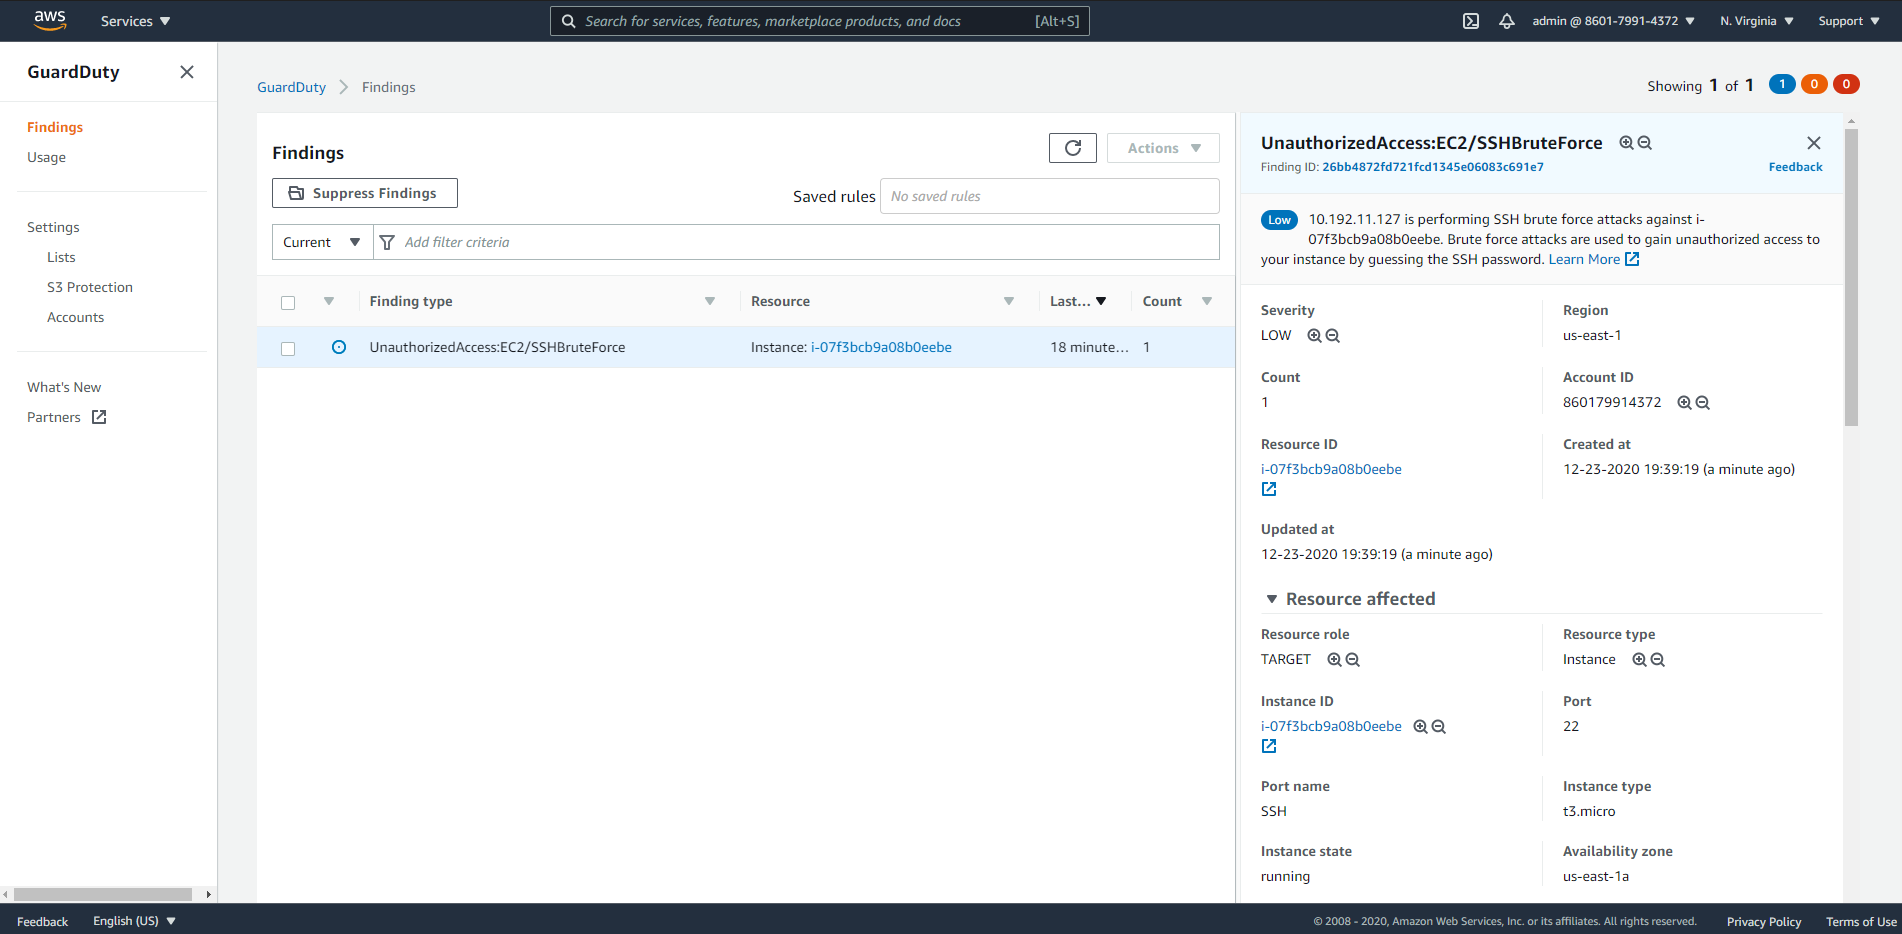 aws
Services
Search for services, features, marketplace products, and docs [Alt+S]
admin @ 8601-7991-4372
N. Virginia
Support
GuardDuty
Findings
Usage
Settings
Lists
S3 Protection
Accounts
What's New
Partners
GuardDuty Findings
Showing 1 of 1 1 0 0
Findings
Actions
Suppress Findings
Saved rules No saved rules
Current Add filter criteria
Finding type Resource Last... Count
UnauthorizedAccess:EC2/SSHBruteForce Instance: i-07f3bcb9a08b0eebe 18 minute... 1
UnauthorizedAccess:EC2/SSHBruteForce
Finding ID: 26bb4872fd721fcd1345e06083c691e7 Feedback
Low 10.192.11.127 is performing SSH brute force attacks against i-
07f3bcb9a08b0eebe. Brute force attacks are used to gain unauthorized access to
your instance by guessing the SSH password. Learn More
Severity Region
LOW us-east-1
Count Account ID
1 860179914372
Resource ID Created at
i-07f3bcb9a08b0eebe 12-23-2020 19:39:19 (a minute ago)
Updated at
12-23-2020 19:39:19 (a minute ago)
Resource affected
Resource role Resource type
TARGET Instance
Instance ID Port
i-07f3bcb9a08b0eebe 22
Port name Instance type
SSH t3.micro
Instance state Availability zone
running us-east-1a
Feedback English (US) © 2008 - 2020, Amazon Web Services, Inc. or its affiliates. All rights reserved. Privacy Policy Terms of Use